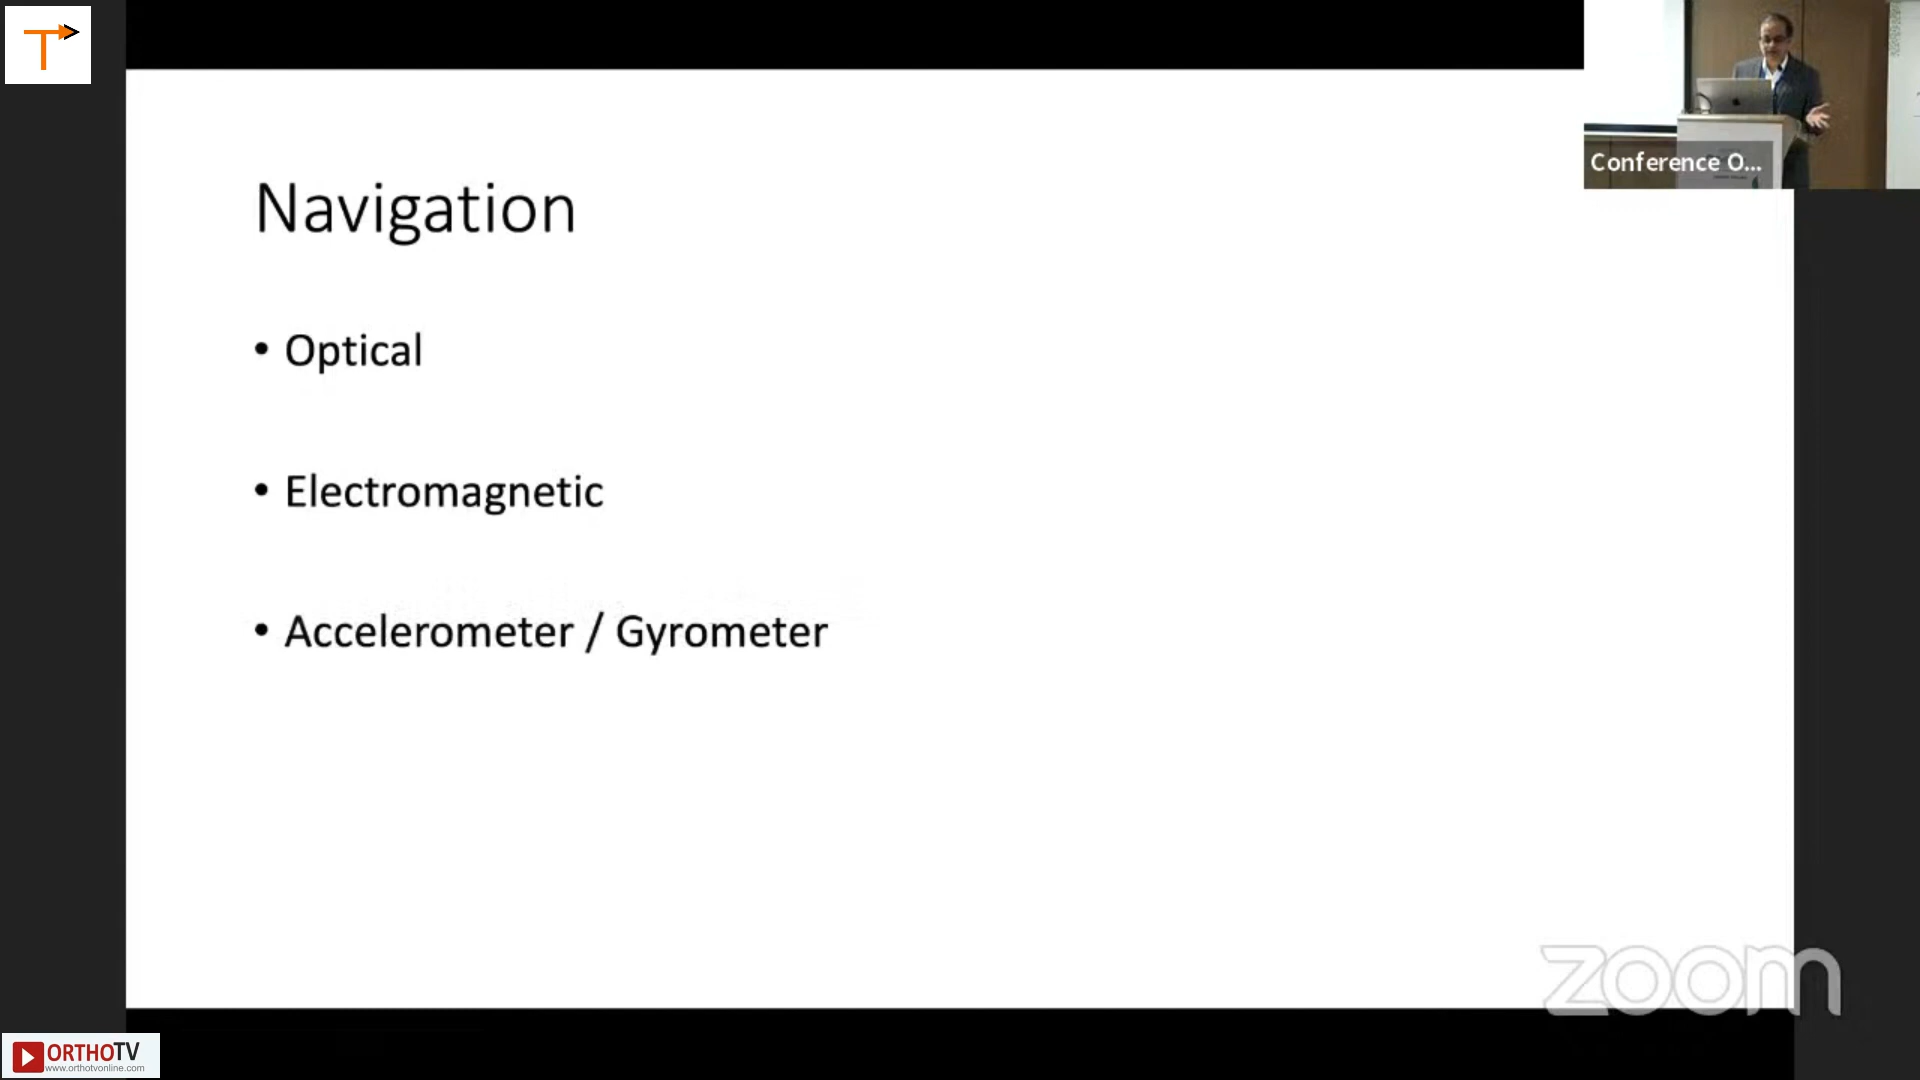 Conference O...
Navigation
• Optical
• Electromagnetic
• Accelerometer / Gyrometer
zoom
ORTHOTV
www.orthotvonline.com